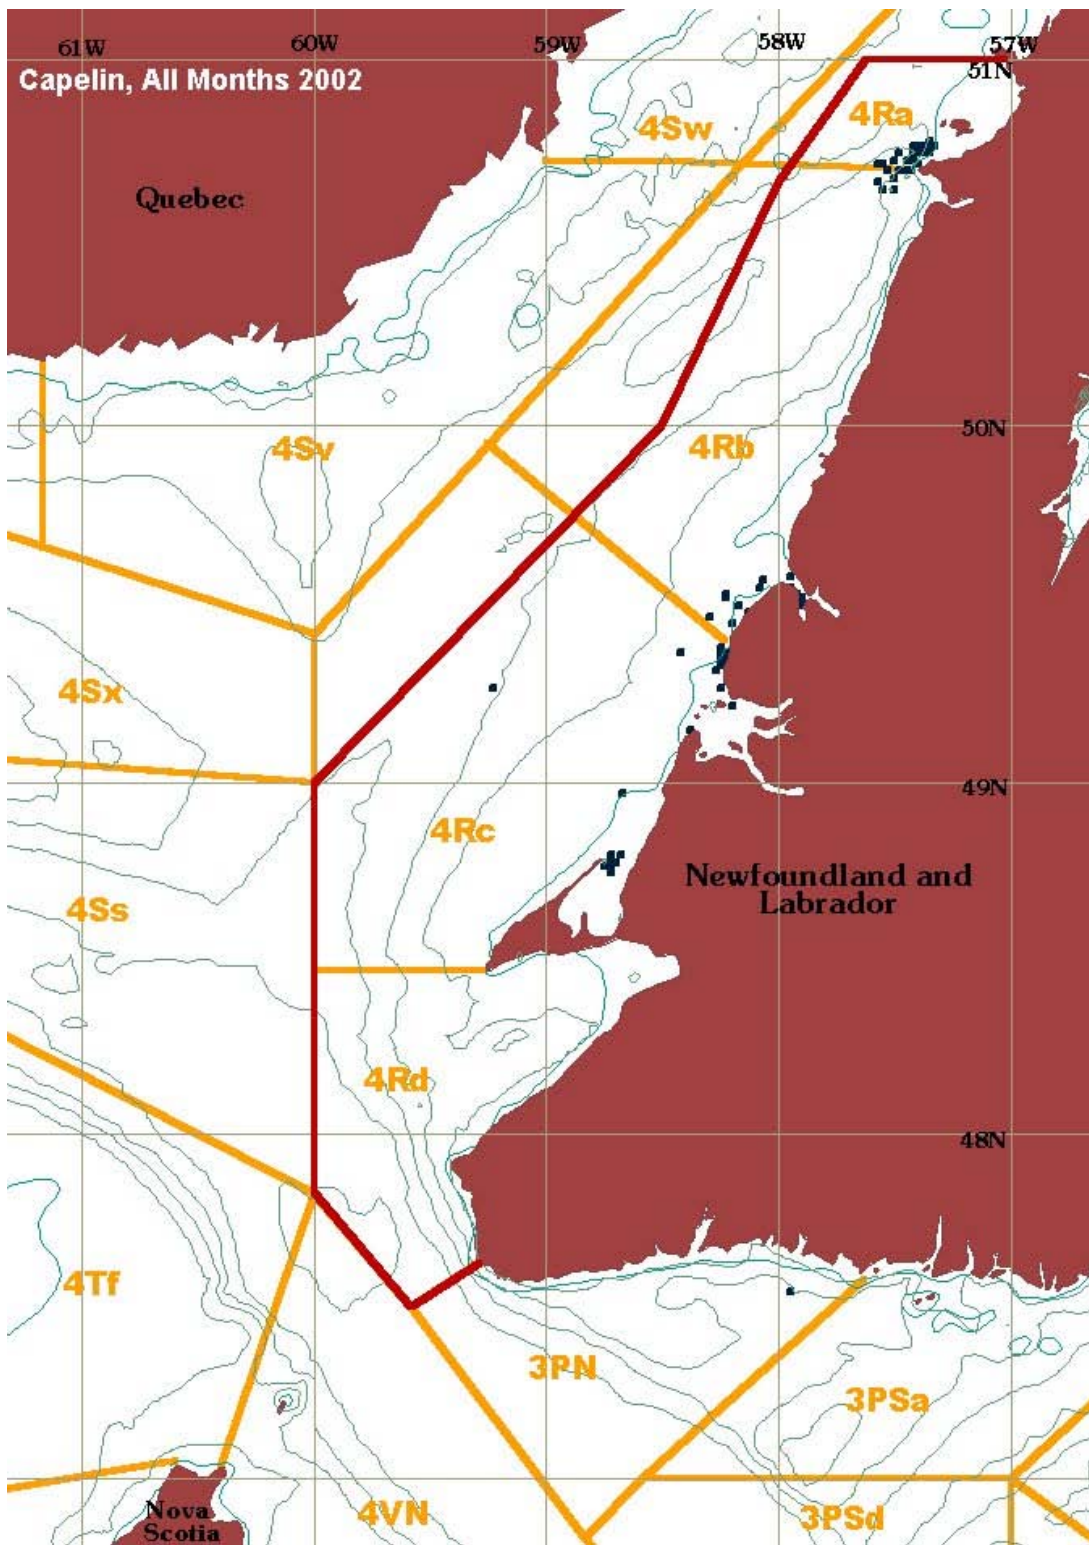 61W
60W
59W
58W
57W
51N
Capelin, All Months 2002
4Ra
4Sw
Quebec
50N
4Sv
4Rb
4Sx
49N
4Rc
Newfoundland and
Labrador
4Ss
4Rd
48N
4Tf
3PN
3PSa
Nova
Scotia
4VN
3PSd